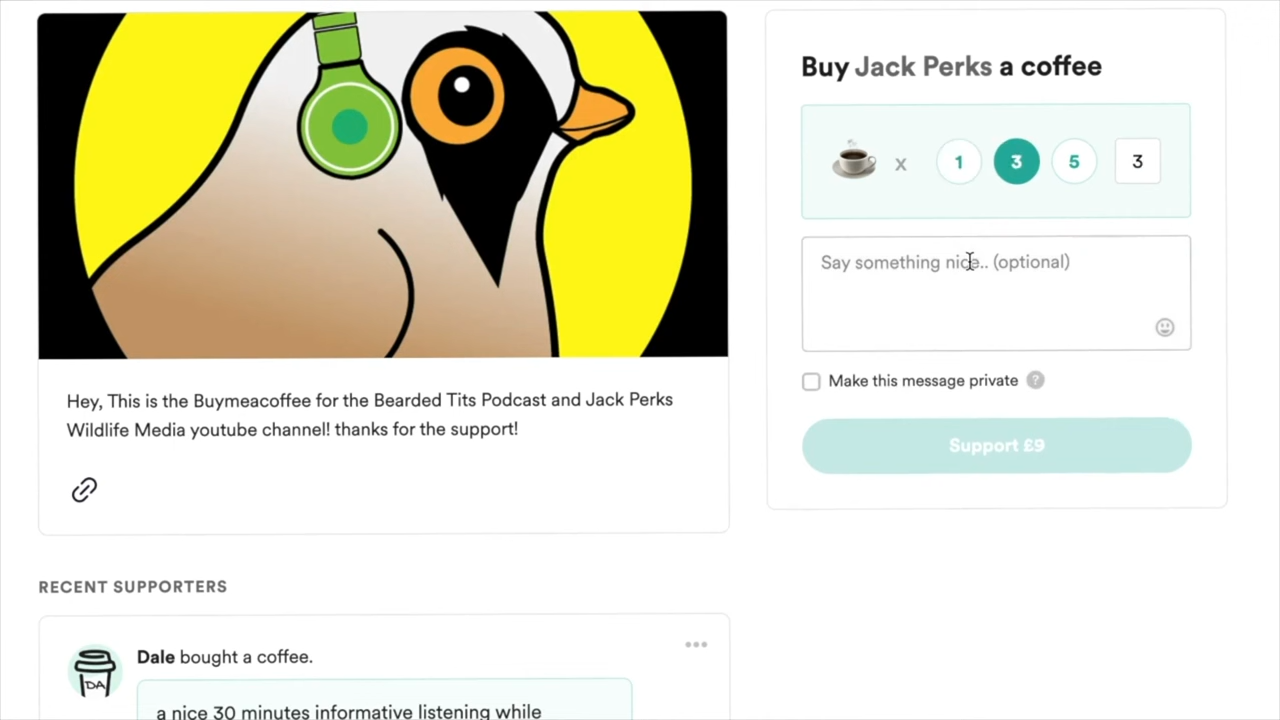 Buy Jack Perks a coffee
x 1 3 5 3
Say something nice.. (optional)
Make this message private ?
Support £9
Hey, This is the Buymeacoffee for the Bearded Tits Podcast and Jack Perks
Wildlife Media youtube channel! thanks for the support!
RECENT SUPPORTERS
Dale bought a coffee.
DA
a nice 30 minutes informative listening while